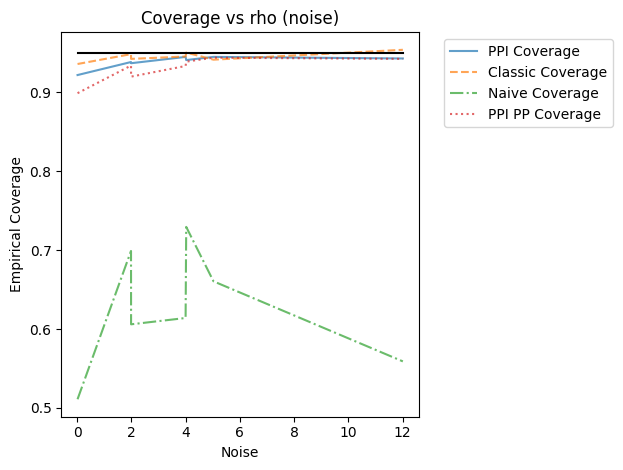 Coverage vs rho (noise)
PPI Coverage
Classic Coverage
Naive Coverage
PPI PP Coverage
Empirical Coverage
0.9
0.8
0.7
0.6
0.5
0 2 4 6 8 10 12
Noise